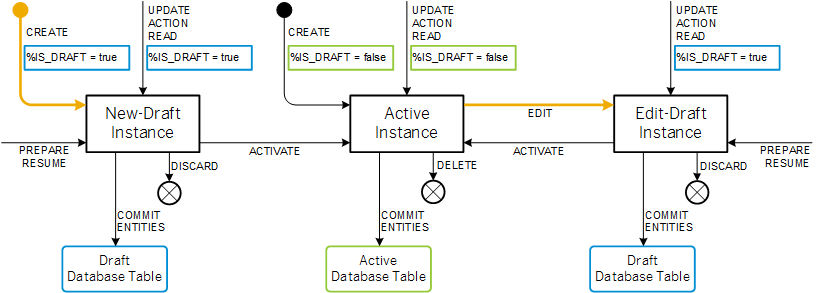 CREATE
%IS_DRAFT = true
UPDATE
ACTION
READ
%IS_DRAFT = true
CREATE
%IS_DRAFT = false
UPDATE
ACTION
READ
%IS_DRAFT = false
UPDATE
ACTION
READ
%IS_DRAFT = true
New-Draft
Instance
Active
Instance
Edit-Draft
Instance
EDIT
PREPARE
RESUME
ACTIVATE
ACTIVATE
PREPARE
RESUME
DISCARD
DELETE
DISCARD
COMMIT
ENTITIES
COMMIT
ENTITIES
COMMIT
ENTITIES
Draft
Database Table
Active
Database Table
Draft
Database Table